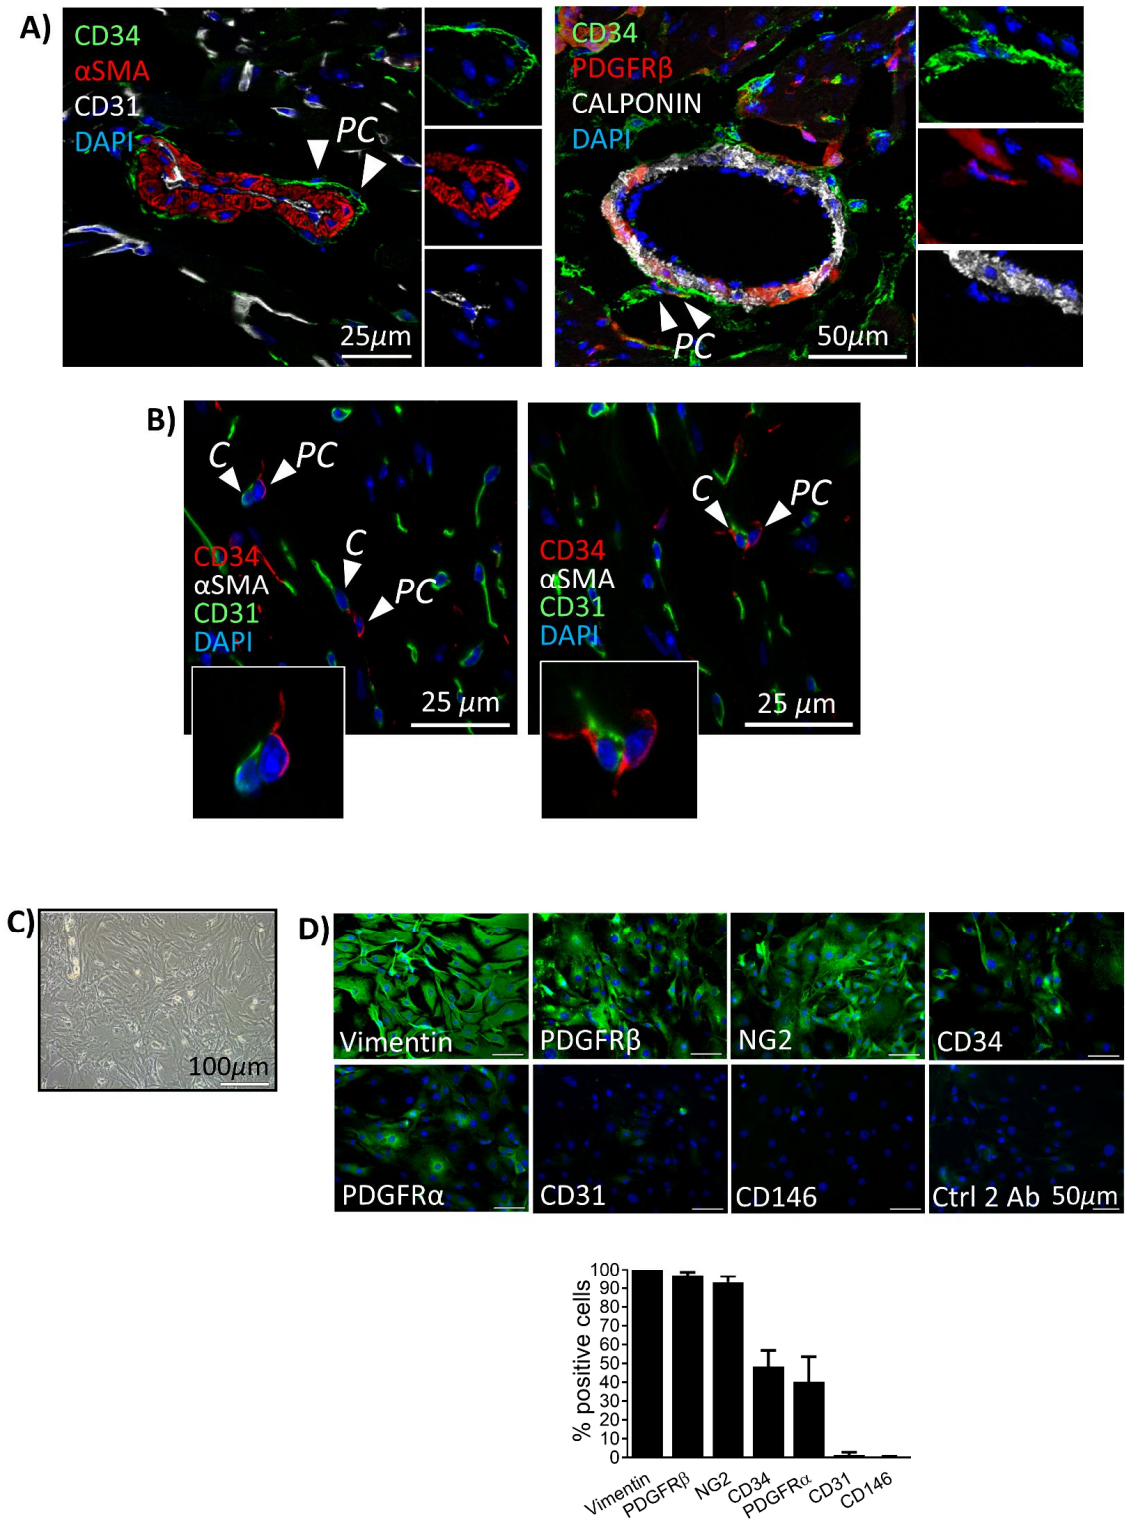 A)
CD34
αSMA
CD31
DAPI
PC
25μm
CD34
PDGFRβ
CALPONIN
DAPI
PC
50μm
B)
C
PC
C
PC
CD34
αSMA
CD31
DAPI
25 μm
C
PC
CD34
αSMA
CD31
DAPI
25 μm
C)
100μm
D)
Vimentin
PDGFRβ
NG2
CD34
PDGFRα
CD31
CD146
Ctrl 2 Ab
50μm
% positive cells
100
90
80
70
60
50
40
30
20
10
0
Vimentin
PDGFRβ
NG2
CD34
PDGFRα
CD31
CD146